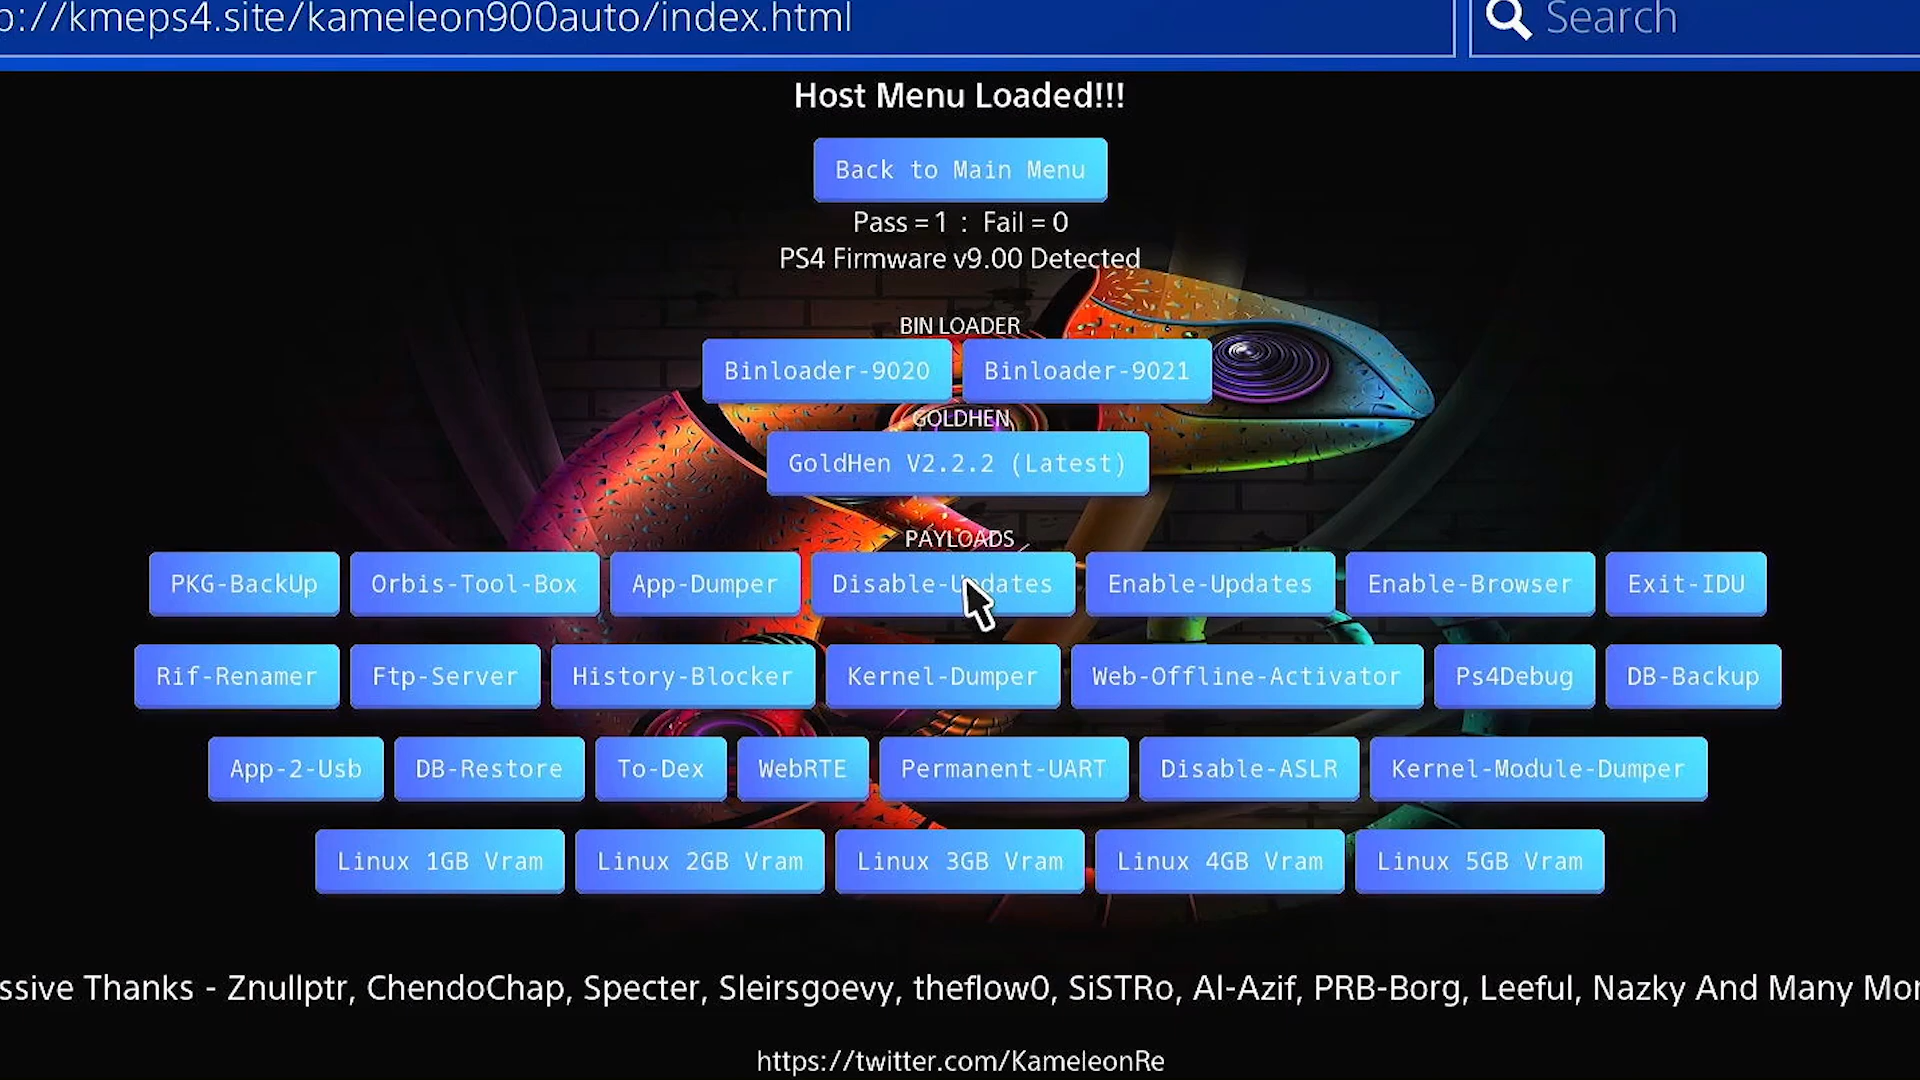 p://kmeps4.site/kameleon900auto/index.html
Search
Host Menu Loaded!!!
Back to Main Menu
Pass = 1 : Fail = 0
PS4 Firmware v9.00 Detected
BIN LOADER
Binloader-9020 Binloader-9021
GOLDHEN
GoldHen V2.2.2 (Latest)
PAYLOADS
PKG-BackUp Orbis-Tool-Box App-Dumper Disable-Updates Enable-Updates Enable-Browser Exit-IDU
Rif-Renamer Ftp-Server History-Blocker Kernel-Dumper Web-Offline-Activator Ps4Debug DB-Backup
App-2-Usb DB-Restore To-Dex WebRTE Permanent-UART Disable-ASLR Kernel-Module-Dumper
Linux 1GB Vram Linux 2GB Vram Linux 3GB Vram Linux 4GB Vram Linux 5GB Vram
ssive Thanks - Znullptr, ChendoChap, Specter, Sleirsgoevy, theflow0, SiSTRo, Al-Azif, PRB-Borg, Leeful, Nazky And Many Mor
https://twitter.com/KameleonRe